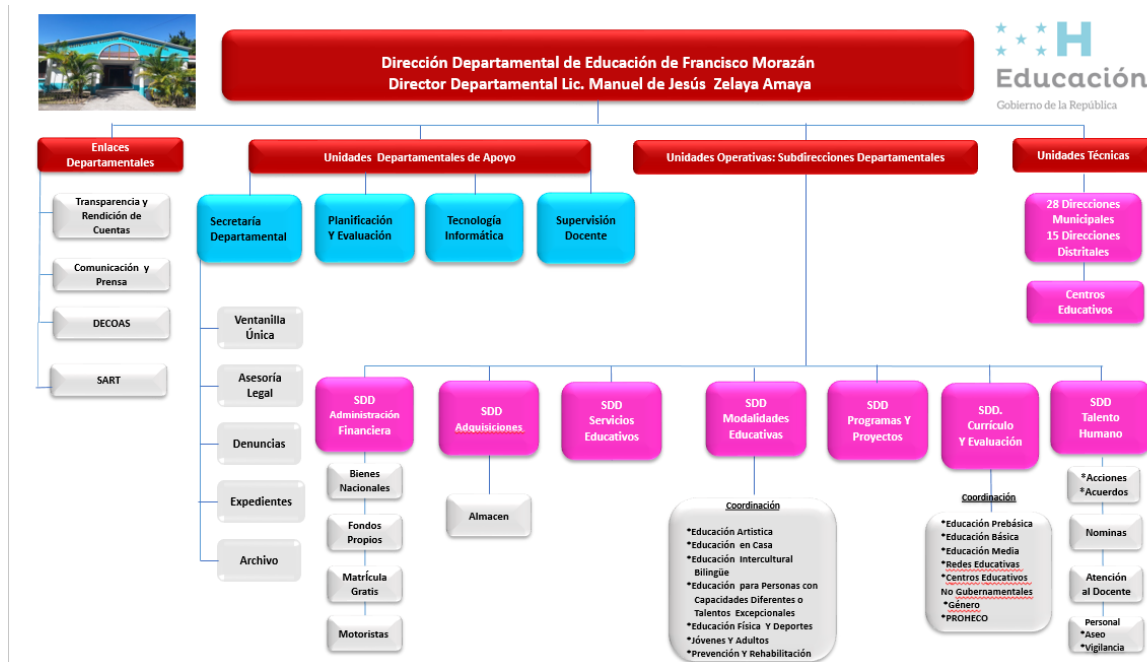 Dirección Departamental de Educación de Francisco Morazán
Director Departamental Lic. Manuel de Jesús Zelaya Amaya
H
Educación
Gobierno de la República
Enlaces
Departamentales
Unidades Departamentales de Apoyo
Unidades Operativas: Subdirecciones Departamentales
Unidades Técnicas
Transparencia y
Rendición de
Cuentas
Comunicación y
Prensa
DECOAS
SART
Secretaría
Departamental
Planificación
Y Evaluación
Tecnología
Informática
Supervisión
Docente
28 Direcciones
Municipales
15 Direcciones
Distritales
Centros
Educativos
Ventanilla
Única
Asesoría
Legal
Denuncias
Expedientes
Archivo
SDD
Administración
Financiera
SDD
Adquisiciones
SDD
Servicios
Educativos
SDD
Modalidades
Educativas
SDD
Programas Y
Proyectos
SDD.
Currículo
Y Evaluación
SDD
Talento
Humano
Bienes
Nacionales
Fondos
Propios
Matrícula
Gratis
Motoristas
Almacen
Coordinación
*Educación Artistica
*Educación en Casa
*Educación Intercultural
Bilingüe
*Educación para Personas con
Capacidades Diferentes o
Talentos Excepcionales
*Educación Física Y Deportes
*Jóvenes Y Adultos
*Prevención Y Rehabilitación
Coordinación
*Educación Prebásica
*Educación Básica
*Educación Media
*Redes Educativas
*Centros Educativos
No Gubernamentales
*Género
*PROHECO
*Acciones
*Acuerdos
Nominas
Atención
al Docente
Personal
*Aseo
*Vigilancia